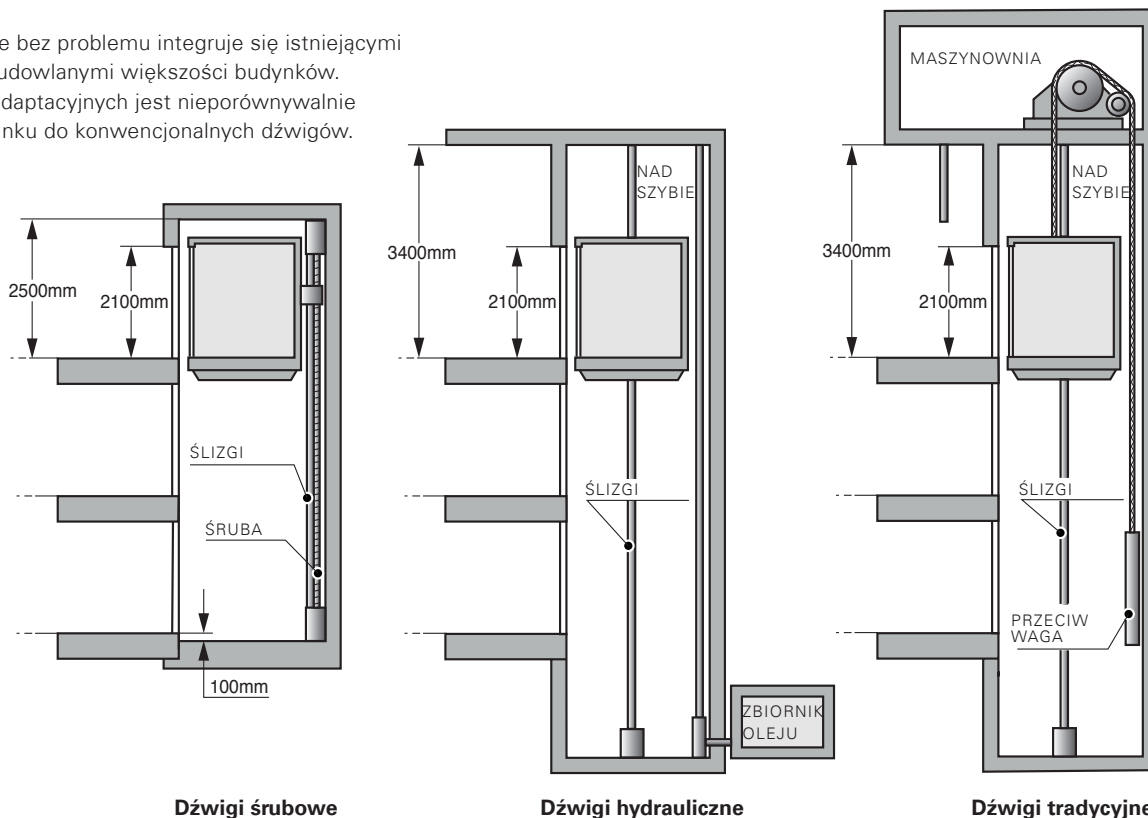 e bez problemu integruje się istniejącymi
udowlanymi większości budynków.
daptacyjnych jest nieporównywalnie
unku do konwencjonalnych dźwigów.
2500mm
2100mm
ŚLIZGI
ŚRUBA
100mm
Dźwigi śrubowe
3400mm
2100mm
NAD
SZYBIE
ŚLIZGI
ZBIORNIK
OLEJU
Dźwigi hydrauliczne
MASZYNOWNIA
3400mm
2100mm
NAD
SZYBIE
ŚLIZGI
PRZECIW
WAGA
Dźwigi tradycyjne